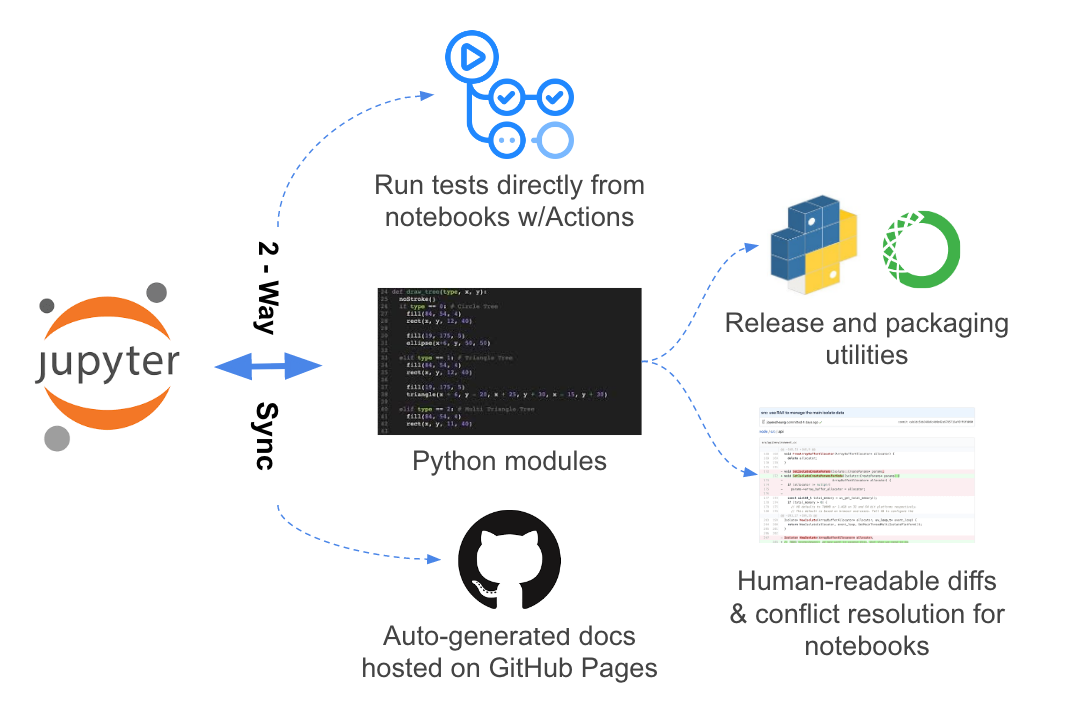 Run tests directly from
notebooks w/Actions
2 - Way
Sync
jupyter
24 def draw_tree(type, x, y):
25 noStroke()
26 if type == 0: # Circle Tree
27 fill(84, 54, 4)
28 rect(x, y, 12, 40)
29
30 fill(19, 175, 5)
31 ellipse(x+6, y, 50, 50)
32
33 elif type == 1: # Triangle Tree
34 fill(84, 54, 4)
35 rect(x, y, 12, 40)
36
37 fill(19, 175, 5)
38 triangle(x + 6, y - 20, x + 25, y + 30, x - 15, y + 30)
39
40 elif type == 2: # Multi Triangle Tree
41 fill(84, 54, 4)
42 rect(x, y, 11, 40)
43
Python modules
Auto-generated docs
hosted on GitHub Pages
Release and packaging
utilities
Human-readable diffs
& conflict resolution for
notebooks